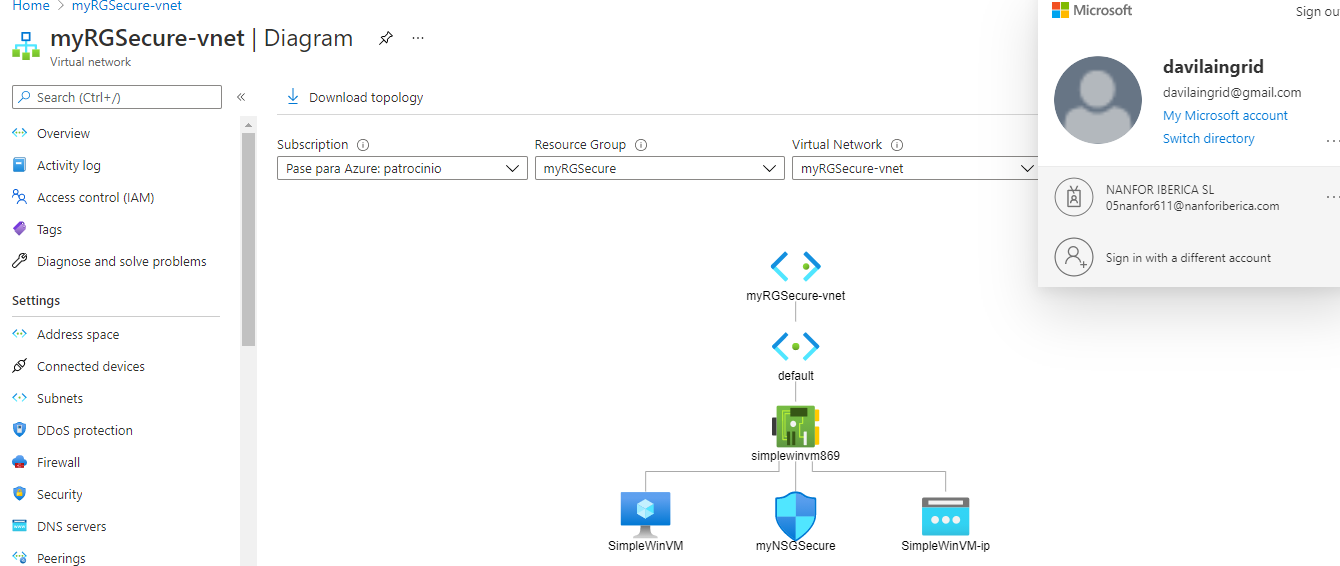 Home > myRGSecure-vnet
myRGSecure-vnet | Diagram
Virtual network
Search (Ctrl+/)
Overview
Activity log
Access control (IAM)
Tags
Diagnose and solve problems
Settings
Address space
Connected devices
Subnets
DDoS protection
Firewall
Security
DNS servers
Peerings
Download topology
Subscription
Pase para Azure: patrocinio
Resource Group
myRGSecure
Virtual Network
myRGSecure-vnet
myRGSecure-vnet
default
simplewinvm869
SimpleWinVM
myNSGSecure
SimpleWinVM-ip
Microsoft
Sign ou
davilaingrid
davilaingrid@gmail.com
My Microsoft account
Switch directory
NANFOR IBERICA SL
05nanfor611@nanforiberica.com
Sign in with a different account